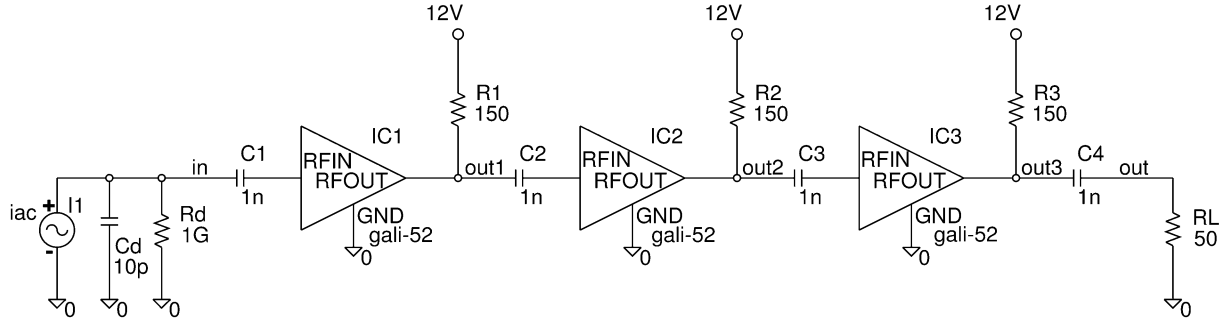 12V
12V
12V
R1
150
R2
150
R3
150
in
C1
1n
IC1
RFIN
RFOUT
GND
gali-52
0
out1
C2
1n
IC2
RFIN
RFOUT
GND
gali-52
0
out2
C3
1n
IC3
RFIN
RFOUT
GND
gali-52
0
out3
C4
1n
out
iac
+
I1
-
0
Cd
10p
0
Rd
1G
0
RL
50
0